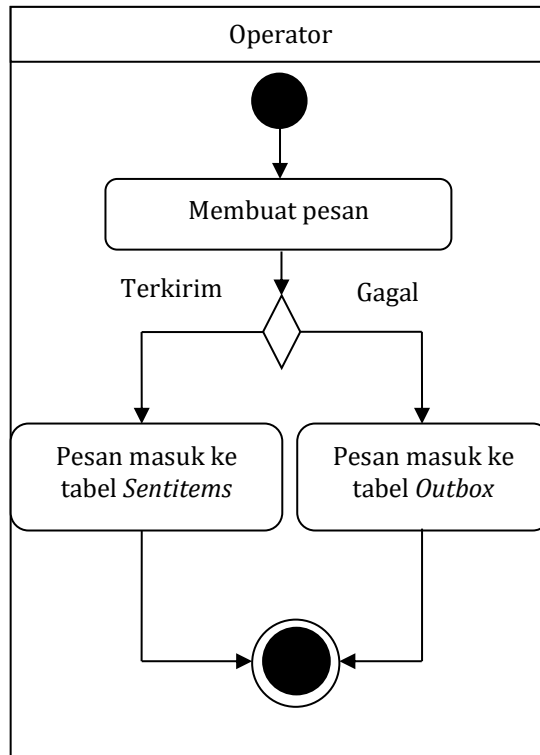 Operator
Membuat pesan
Terkirim
Gagal
Pesan masuk ke
tabel Sentitems
Pesan masuk ke
tabel Outbox